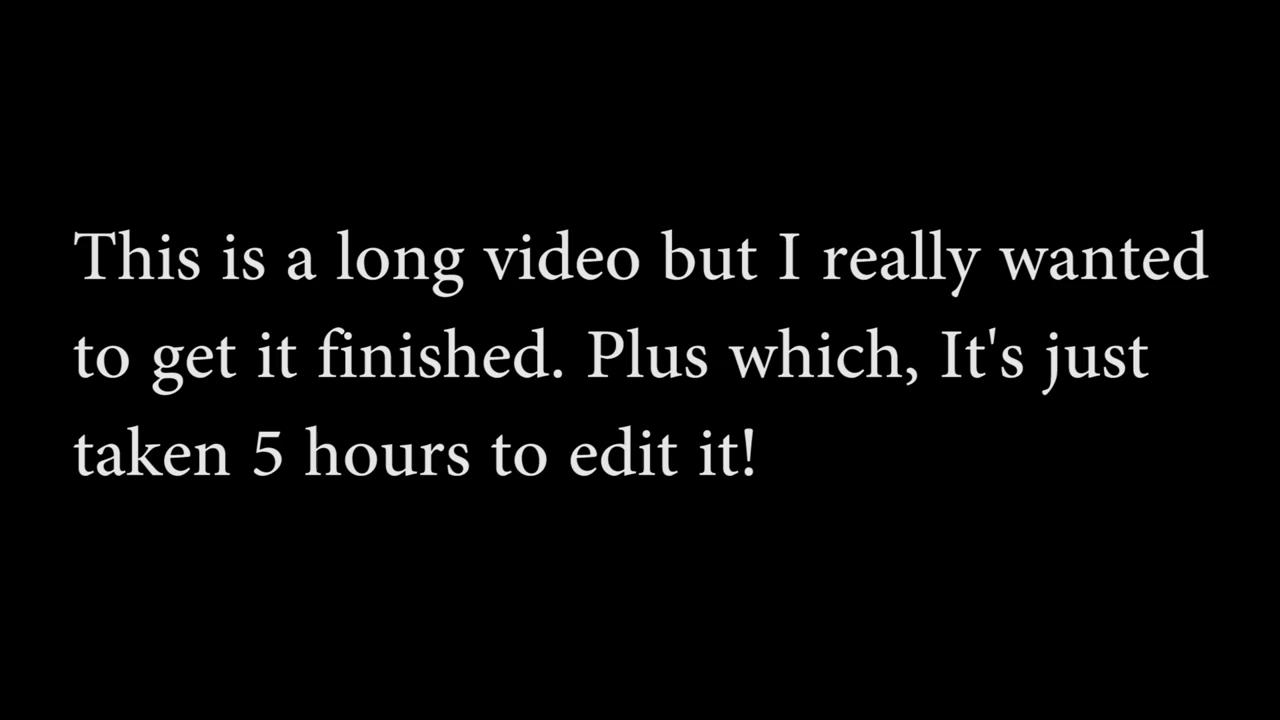 This is a long video but I really wanted
to get it finished. Plus which, It's just
taken 5 hours to edit it!